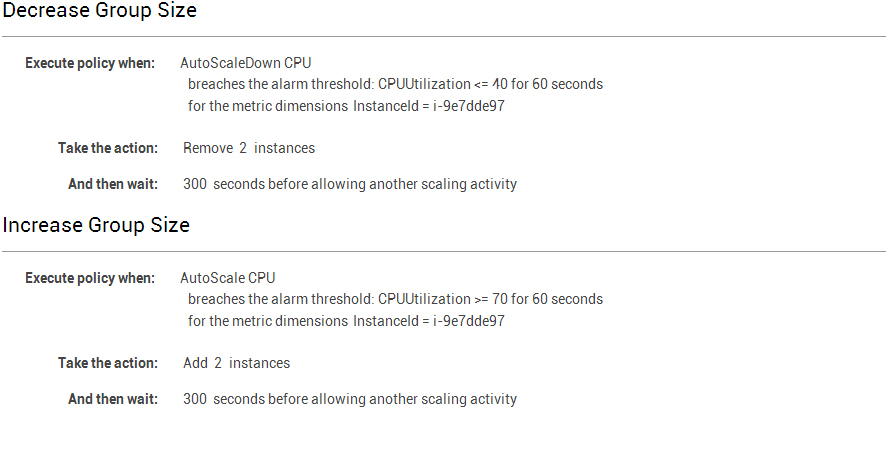 Decrease Group Size
Execute policy when: AutoScaleDown CPU
breaches the alarm threshold: CPUUtilization <= 40 for 60 seconds
for the metric dimensions InstanceId = i-9e7dde97
Take the action: Remove 2 instances
And then wait: 300 seconds before allowing another scaling activity
Increase Group Size
Execute policy when: AutoScale CPU
breaches the alarm threshold: CPUUtilization >= 70 for 60 seconds
for the metric dimensions InstanceId = i-9e7dde97
Take the action: Add 2 instances
And then wait: 300 seconds before allowing another scaling activity